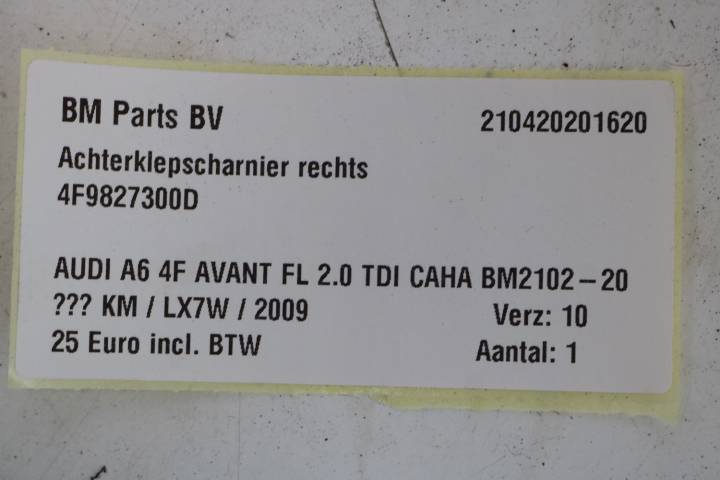 BM Parts BV 210420201620
Achterklepscharnier rechts
4F9827300D
AUDI A6 4F AVANT FL 2.0 TDI CAHA BM2102-20
??? KM / LX7W / 2009 Verz: 10
25 Euro incl. BTW Aantal: 1